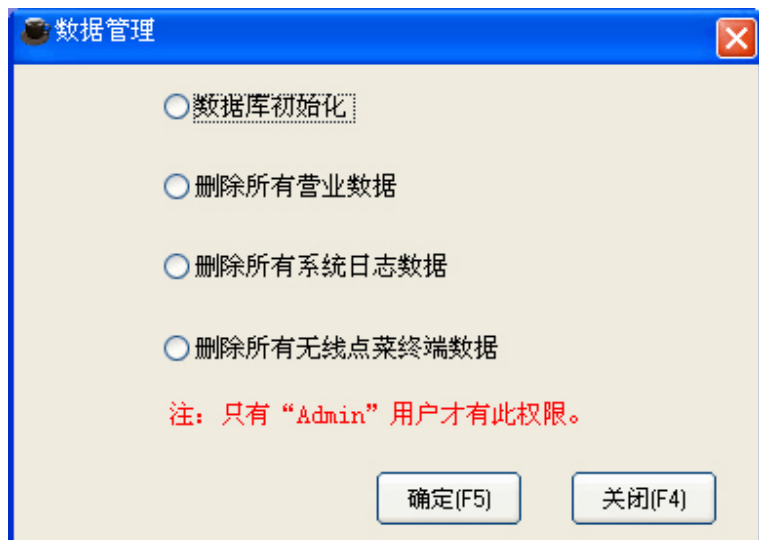 数据管理
数据库初始化
删除所有营业数据
删除所有系统日志数据
删除所有无线点菜终端数据
注：只有“Admin”用户才有此权限。
确定(F5) 关闭(F4)